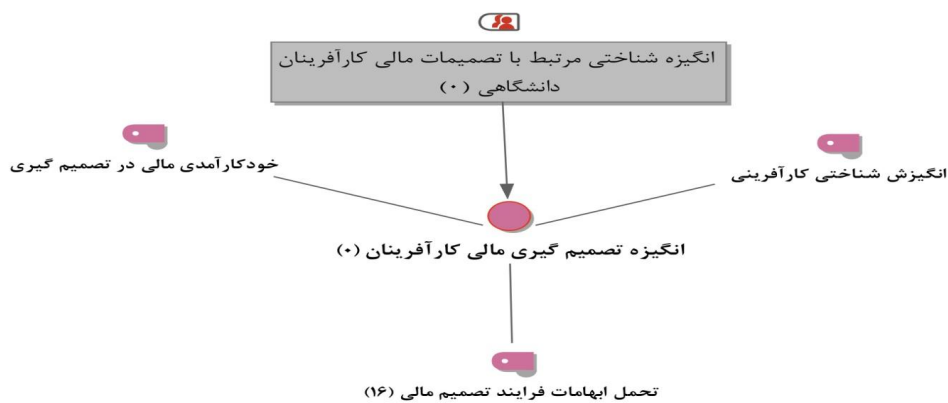 انگیزه شناختی مرتبط با تصمیمات مالی کارآفرینان
دانشگاهی (۰)
انگیزش شناختی کارآفرینی
خودکارآمدی مالی در تصمیم گیری
انگیزه تصمیم گیری مالی کارآفرینان (۰)
تحمل ابهامات فرایند تصمیم مالی (۱۶)